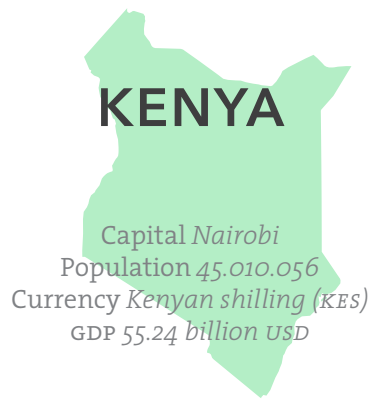 KENYA
Capital Nairobi
Population 45.010.056
Currency Kenyan shilling (KES)
GDP 55.24 billion USD